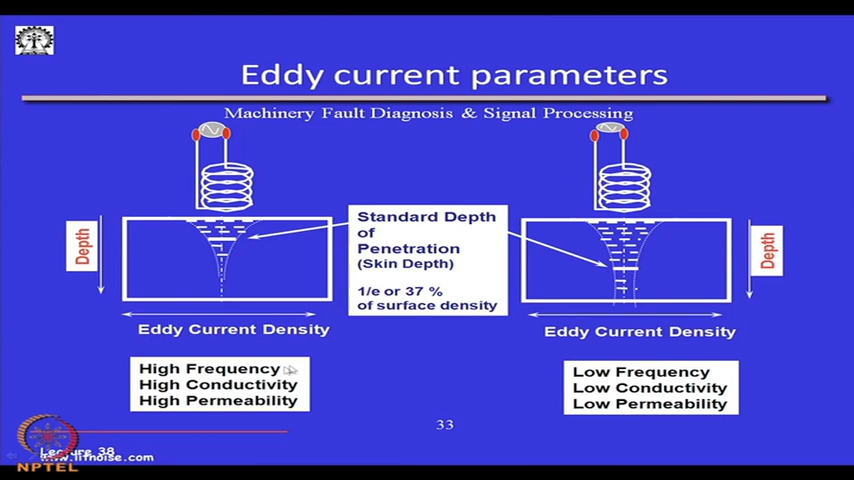 Eddy current parameters
Machinery Fault Diagnosis & Signal Processing
Depth
Standard Depth
of
Penetration
(Skin Depth)
1/e or 37 %
of surface density
Depth
Eddy Current Density
Eddy Current Density
High Frequency
High Conductivity
High Permeability
Low Frequency
Low Conductivity
Low Permeability
33
Lecture 38
www.lifnoise.com
NPTEL